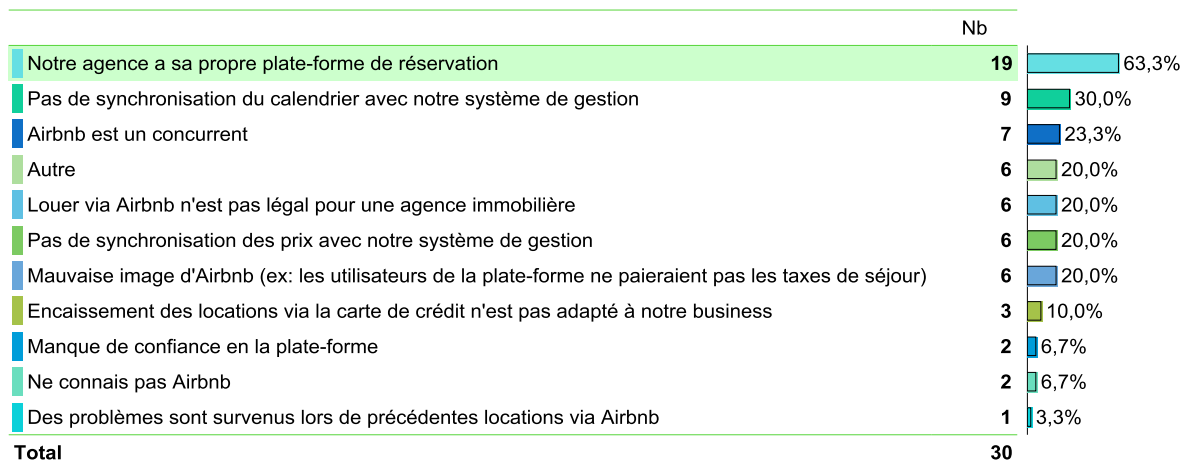 Nb
Notre agence a sa propre plate-forme de réservation 19 63,3%
Pas de synchronisation du calendrier avec notre système de gestion 9 30,0%
Airbnb est un concurrent 7 23,3%
Autre 6 20,0%
Louer via Airbnb n'est pas légal pour une agence immobilière 6 20,0%
Pas de synchronisation des prix avec notre système de gestion 6 20,0%
Mauvaise image d'Airbnb (ex: les utilisateurs de la plate-forme ne paieraient pas les taxes de séjour) 6 20,0%
Encaissement des locations via la carte de crédit n'est pas adapté à notre business 3 10,0%
Manque de confiance en la plate-forme 2 6,7%
Ne connais pas Airbnb 2 6,7%
Des problèmes sont survenus lors de précédentes locations via Airbnb 1 3,3%
Total 30